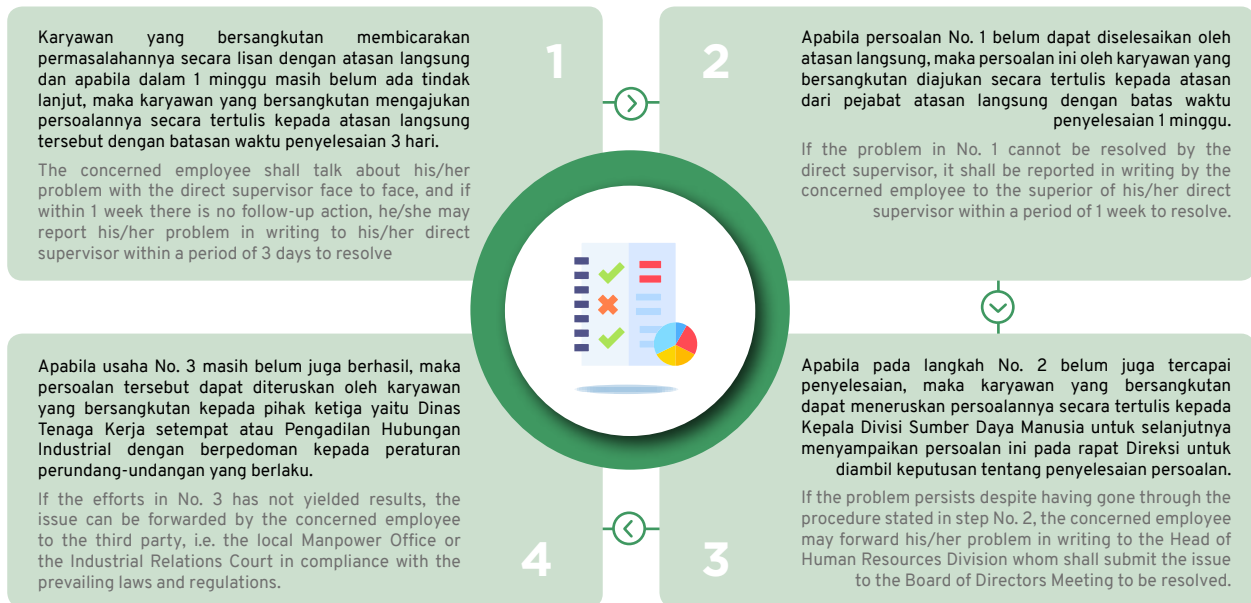 1
Karyawan yang bersangkutan membicarakan
permasalahannya secara lisan dengan atasan langsung
dan apabila dalam 1 minggu masih belum ada tindak
lanjut, maka karyawan yang bersangkutan mengajukan
persoalannya secara tertulis kepada atasan langsung
tersebut dengan batasan waktu penyelesaian 3 hari.
The concerned employee shall talk about his/her
problem with the direct supervisor face to face, and if
within 1 week there is no follow-up action, he/she may
report his/her problem in writing to his/her direct
supervisor within a period of 3 days to resolve
2
Apabila persoalan No. 1 belum dapat diselesaikan oleh
atasan langsung, maka persoalan ini oleh karyawan yang
bersangkutan diajukan secara tertulis kepada atasan
dari pejabat atasan langsung dengan batas waktu
penyelesaian 1 minggu.
If the problem in No. 1 cannot be resolved by the
direct supervisor, it shall be reported in writing by the
concerned employee to the superior of his/her direct
supervisor within a period of 1 week to resolve.
3
Apabila pada langkah No. 2 belum juga tercapai
penyelesaian, maka karyawan yang bersangkutan
dapat meneruskan persoalannya secara tertulis kepada
Kepala Divisi Sumber Daya Manusia untuk selanjutnya
menyampaikan persoalan ini pada rapat Direksi untuk
diambil keputusan tentang penyelesaian persoalan.
If the problem persists despite having gone through the
procedure stated in step No. 2, the concerned employee
may forward his/her problem in writing to the Head of
Human Resources Division whom shall submit the issue
to the Board of Directors Meeting to be resolved.
4
Apabila usaha No. 3 masih belum juga berhasil, maka
persoalan tersebut dapat diteruskan oleh karyawan
yang bersangkutan kepada pihak ketiga yaitu Dinas
Tenaga Kerja setempat atau Pengadilan Hubungan
Industrial dengan berpedoman kepada peraturan
perundang-undangan yang berlaku.
If the efforts in No. 3 has not yielded results, the
issue can be forwarded by the concerned employee
to the third party, i.e. the local Manpower Office or
the Industrial Relations Court in compliance with the
prevailing laws and regulations.